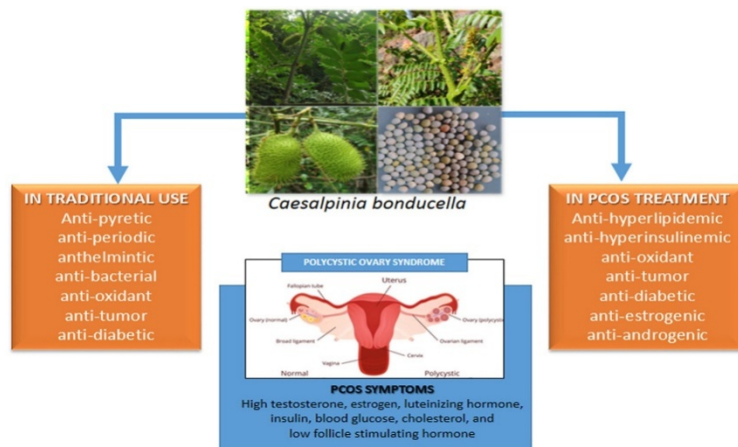 Caesalpinia bonducella
IN TRADITIONAL USE
Anti-pyretic
anti-periodic
anthelmintic
anti-bacterial
anti-oxidant
anti-tumor
anti-diabetic
IN PCOS TREATMENT
Anti-hyperlipidemic
anti-hyperinsulinemic
anti-oxidant
anti-tumor
anti-diabetic
anti-estrogenic
anti-androgenic
POLYCYSTIC OVARY SYNDROME
Uterus
Fallopian tube
Ovary (normal)
Ovary (polycystic)
Broad ligament
Ovarian ligament
Vagina
Cervix
Normal
Polycystic
PCOS SYMPTOMS
High testosterone, estrogen, luteinizing hormone,
insulin, blood glucose, cholesterol, and
low follicle stimulating hormone